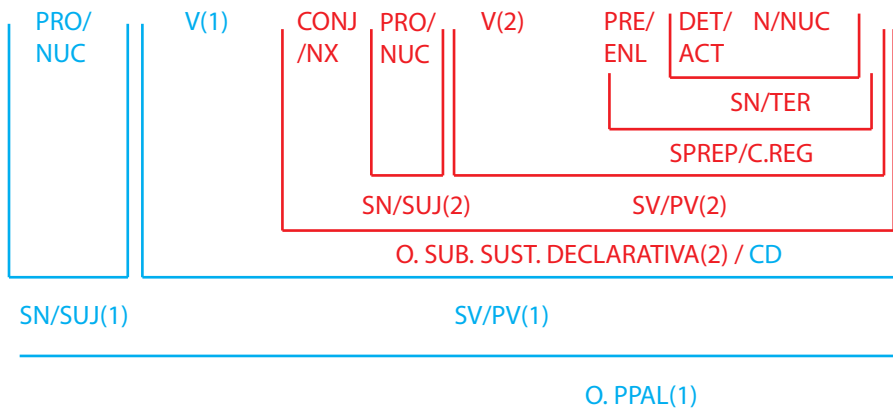 PRO/ V(1) CONJ PRO/ V(2) PRE/ DET/ N/NUC
NUC /NX NUC ENL ACT
SN/TER
SPREP/C.REG
SN/SUJ(2) SV/PV(2)
O. SUB. SUST. DECLARATIVA(2) / CD
SN/SUJ(1) SV/PV(1)
O. PPAL(1)